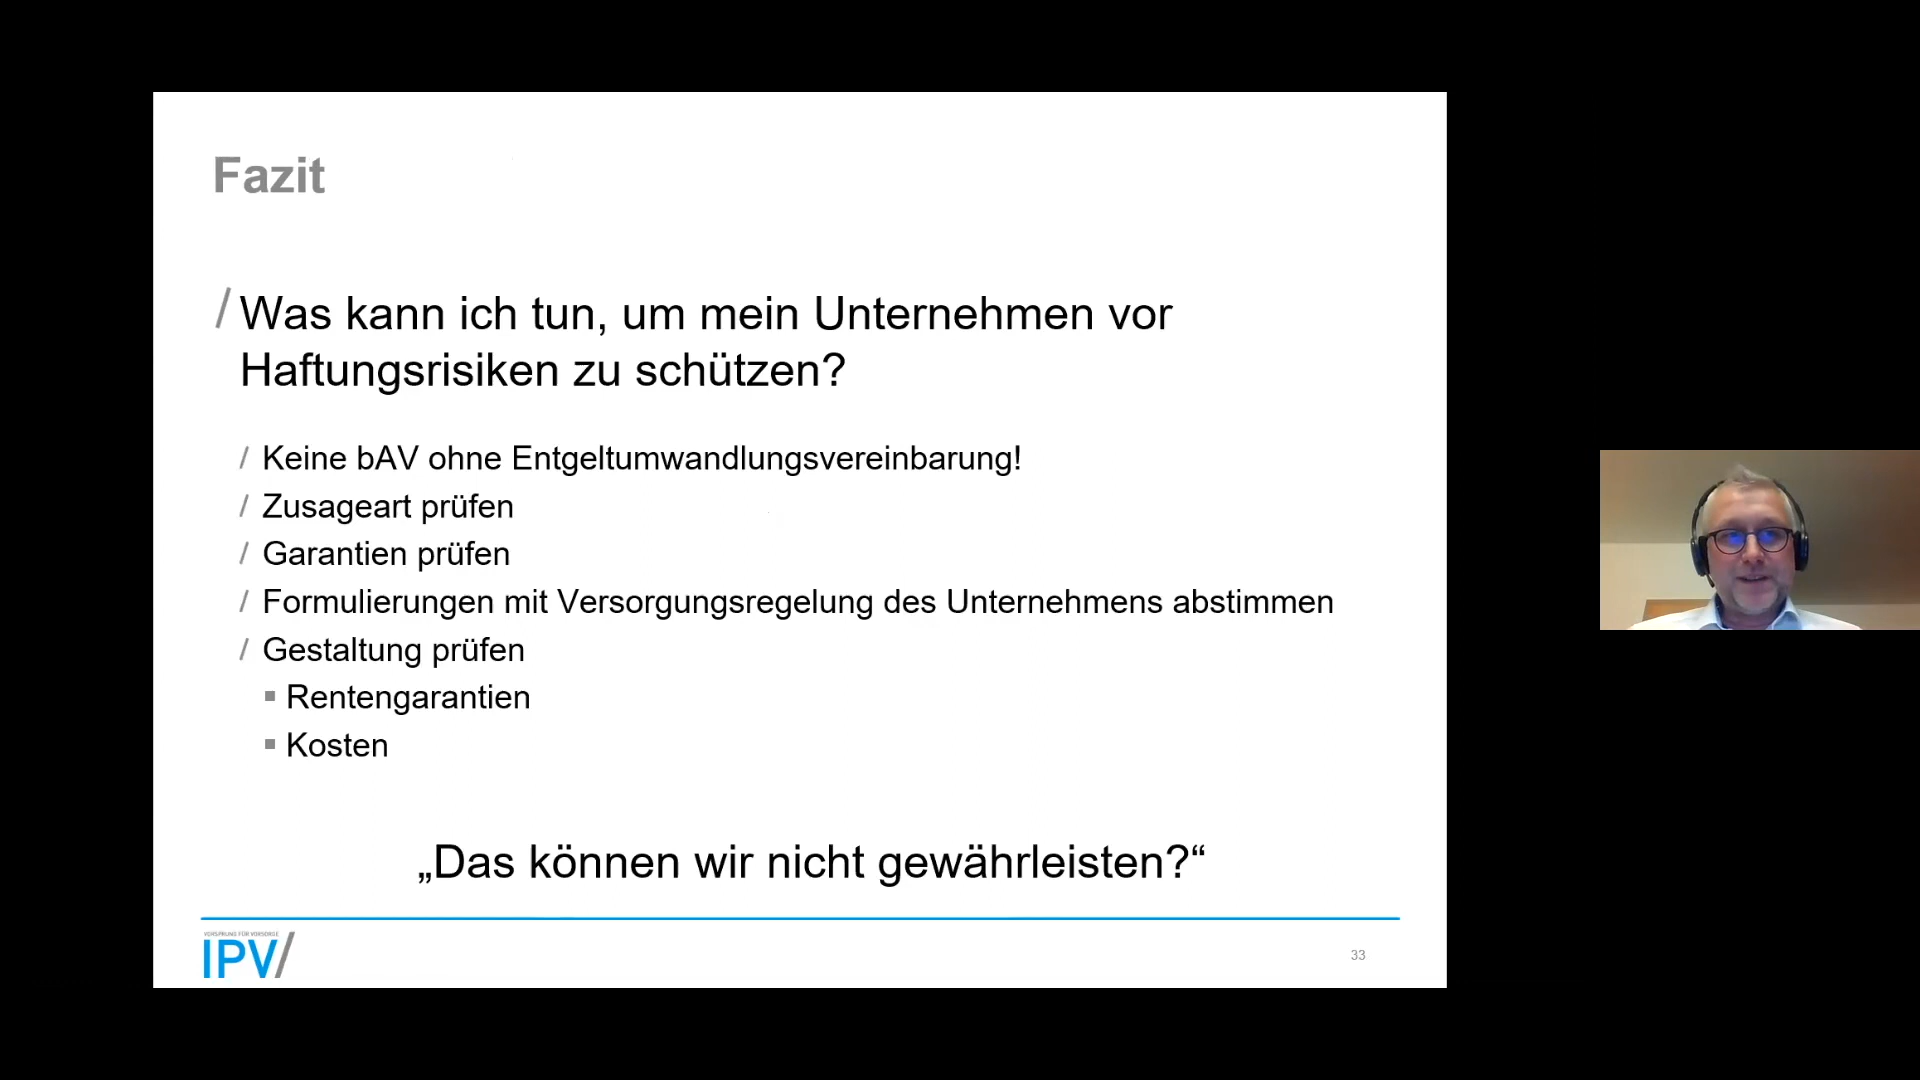 Fazit
/ Was kann ich tun, um mein Unternehmen vor
Haftungsrisiken zu schützen?
/ Keine bAV ohne Entgeltumwandlungsvereinbarung!
/ Zusageart prüfen
/ Garantien prüfen
/ Formulierungen mit Versorgungsregelung des Unternehmens abstimmen
/ Gestaltung prüfen
▪ Rentengarantien
▪ Kosten
„Das können wir nicht gewährleisten?“
VORSPRUNG FÜR VORSORGE
IPV/
33